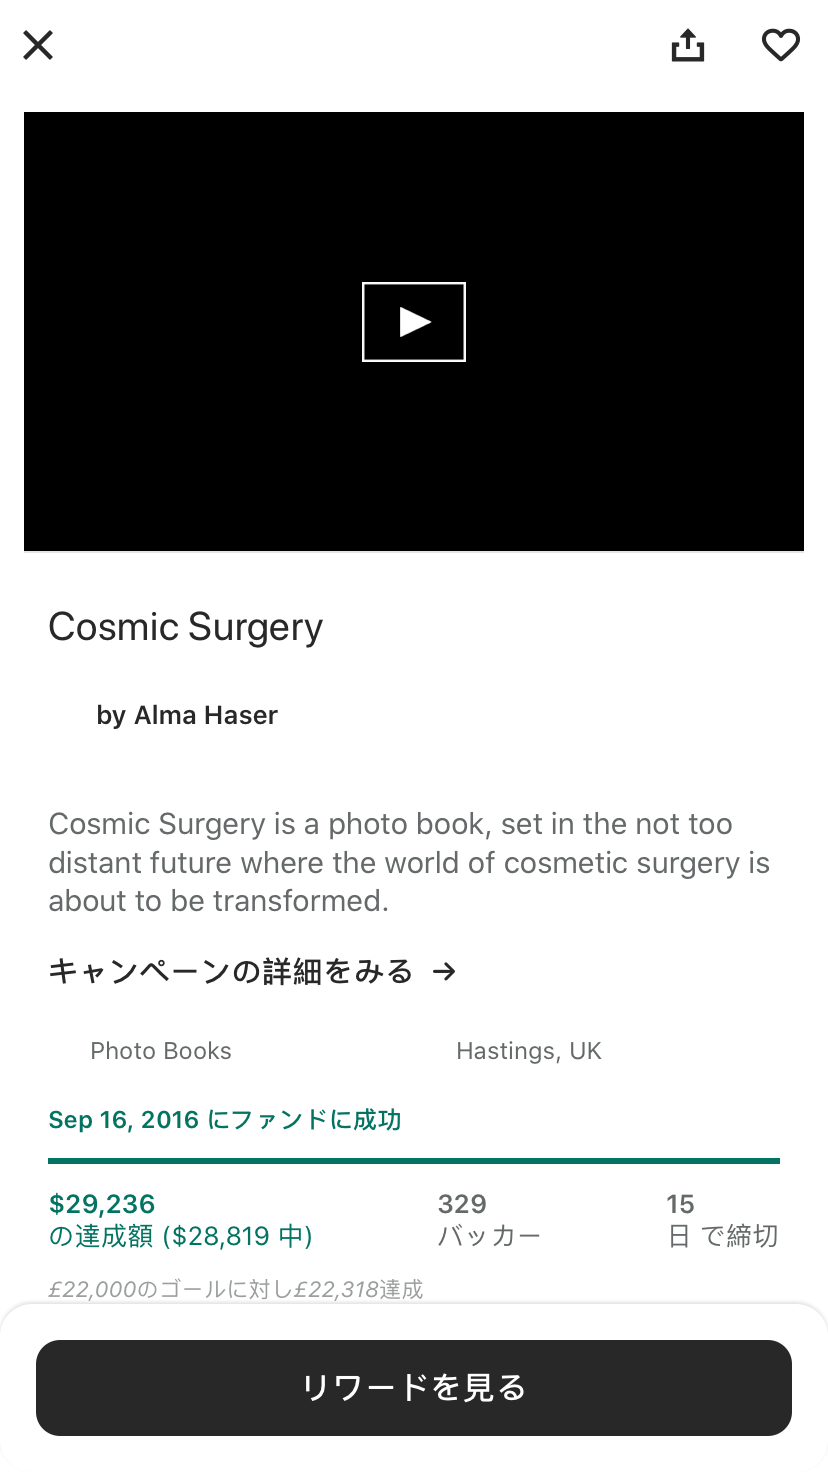 Cosmic Surgery
by Alma Haser
Cosmic Surgery is a photo book, set in the not too
distant future where the world of cosmetic surgery is
about to be transformed.
キャンペーンの詳細をみる →
Photo Books
Hastings, UK
Sep 16, 2016 にファンドに成功
$29,236
の達成額 ($28,819 中)
329
バッカー
15
日 で締切
£22,000のゴールに対し£22,318達成
リワードを見る